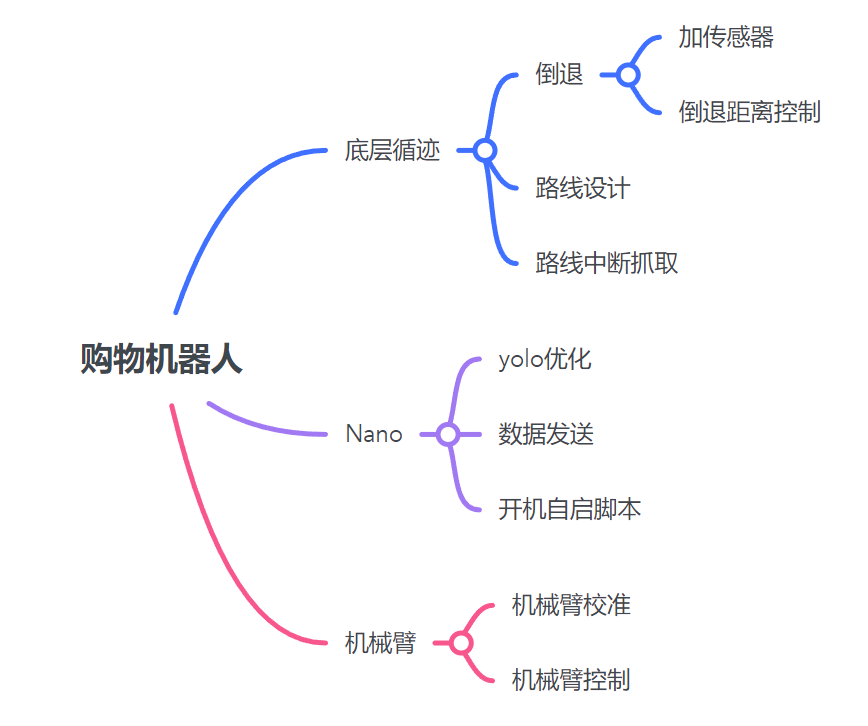 购物机器人
底层循迹
倒退
加传感器
倒退距离控制
路线设计
路线中断抓取
Nano
yolo优化
数据发送
开机自启脚本
机械臂
机械臂校准
机械臂控制